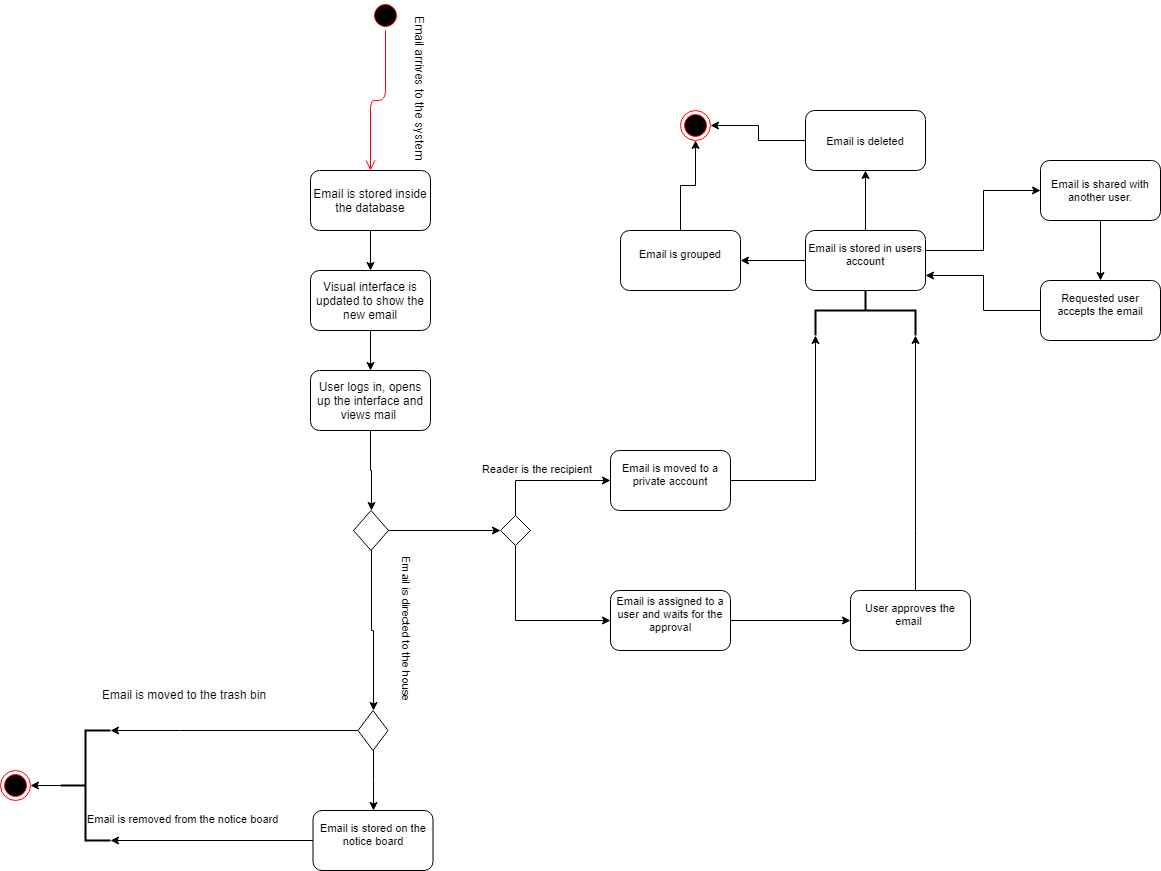 Email arrives to the system
Email is stored inside
the database
Visual interface is
updated to show the
new email
User logs in, opens
up the interface and
views mail
Email is deleted
Email is shared with
another user.
Email is grouped
Email is stored in users
account
Requested user
accepts the email
Reader is the recipient
Email is moved to a
private account
Email is directed to the house
Email is assigned to a
user and waits for the
approval
User approves the
email
Email is moved to the trash bin
Email is removed from the notice board
Email is stored on the
notice board